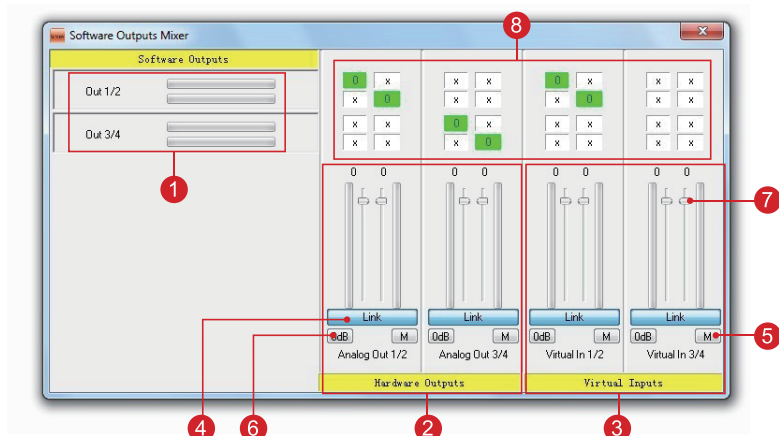 Software Outputs Mixer
8
Software Outputs
Out 1/2
Out 3/4
1
0 x x x 0 x x x
x 0 x x x 0 x x
x x 0 x x x x x
x x x 0 x x x x
0 0 0 0 0 0 0 0
7
Link Link Link Link
0dB M 0dB M 0dB M 0dB M
5
Analog Out 1/2 Analog Out 3/4 Virtual In 1/2 Virtual In 3/4
Hardware Outputs Virtual Inputs
4 6 2 3